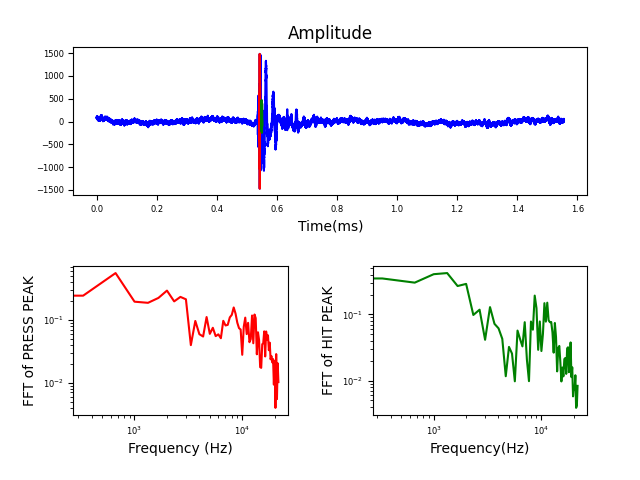 Amplitude
1500
1000
500
0
−500
−1000
−1500
0.0 0.2 0.4 0.6 0.8 1.0 1.2 1.4 1.6
Time(ms)
FFT of PRESS PEAK
10⁻¹
10⁻²
10³ 10⁴
Frequency (Hz)
FFT of HIT PEAK
10⁻¹
10⁻²
10³ 10⁴
Frequency(Hz)